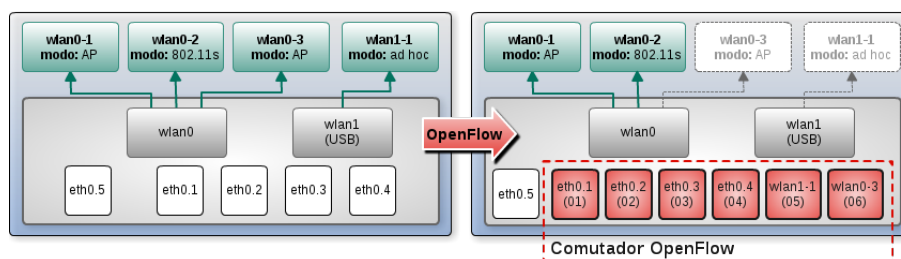 wlan0-1
modo: AP
wlan0-2
modo: 802.11s
wlan0-3
modo: AP
wlan1-1
modo: ad hoc
wlan0
wlan1
(USB)
eth0.5
eth0.1
eth0.2
eth0.3
eth0.4
OpenFlow
wlan0-1
modo: AP
wlan0-2
modo: 802.11s
wlan0-3
modo: AP
wlan1-1
modo: ad hoc
wlan0
wlan1
(USB)
eth0.5
eth0.1
(01)
eth0.2
(02)
eth0.3
(03)
eth0.4
(04)
wlan1-1
(05)
wlan0-3
(06)
Comutador OpenFlow